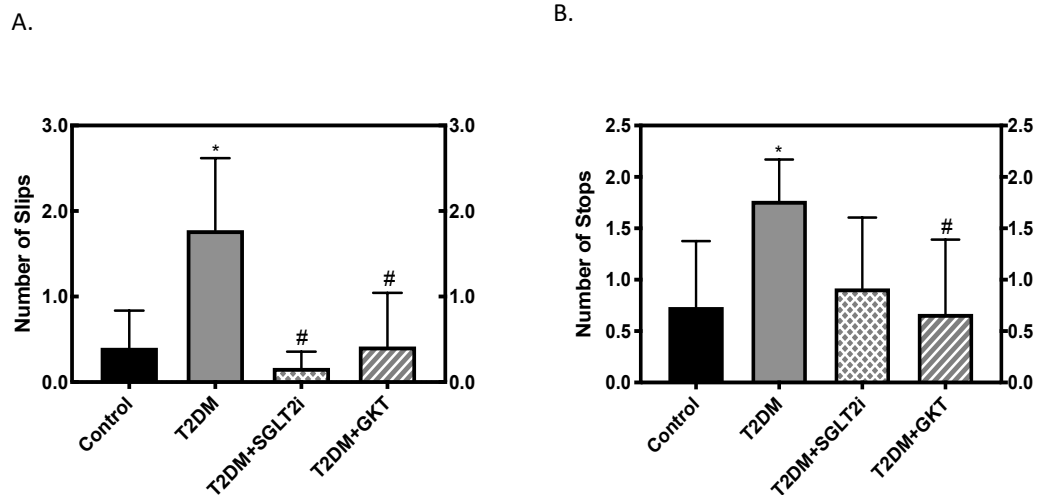 A.
B.
Number of Slips
3.0
2.0
1.0
0.0
*
#
#
3.0
2.0
1.0
0.0
Control
T2DM
T2DM+SGLT2i
T2DM+GKT
Number of Stops
2.5
2.0
1.5
1.0
0.5
0.0
*
#
2.5
2.0
1.5
1.0
0.5
0.0
Control
T2DM
T2DM+SGLT2i
T2DM+GKT